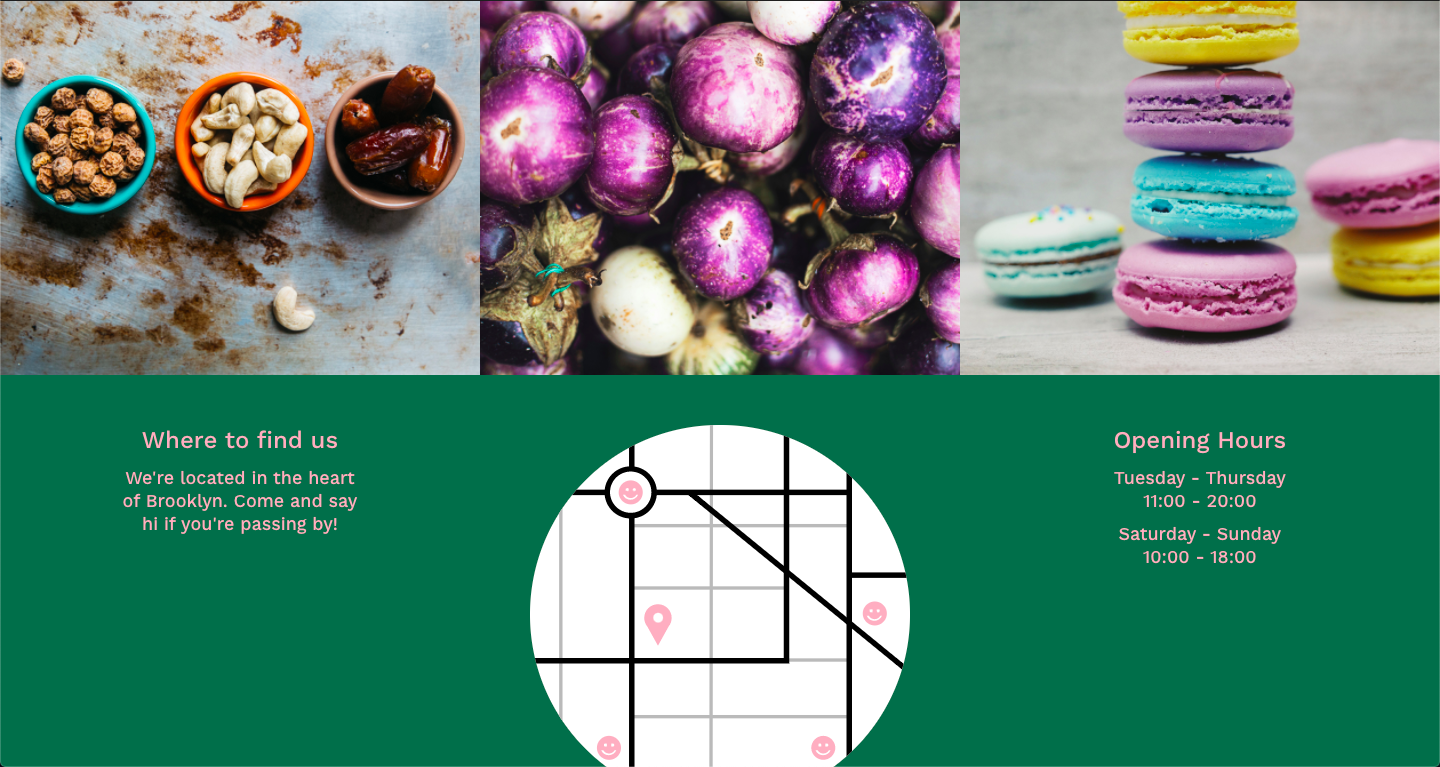 Where to find us
We're located in the heart
of Brooklyn. Come and say
hi if you're passing by!
Opening Hours
Tuesday - Thursday
11:00 - 20:00
Saturday - Sunday
10:00 - 18:00